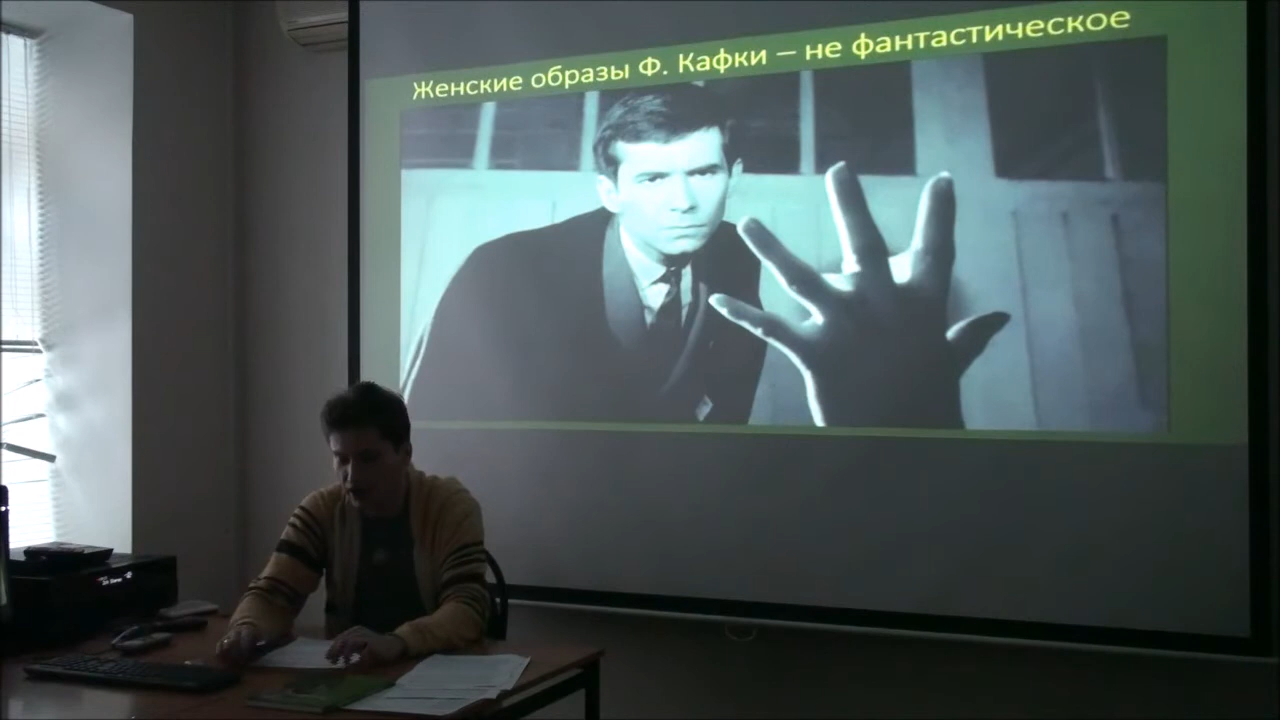 Женские образы Ф. Кафки – не фантастическое